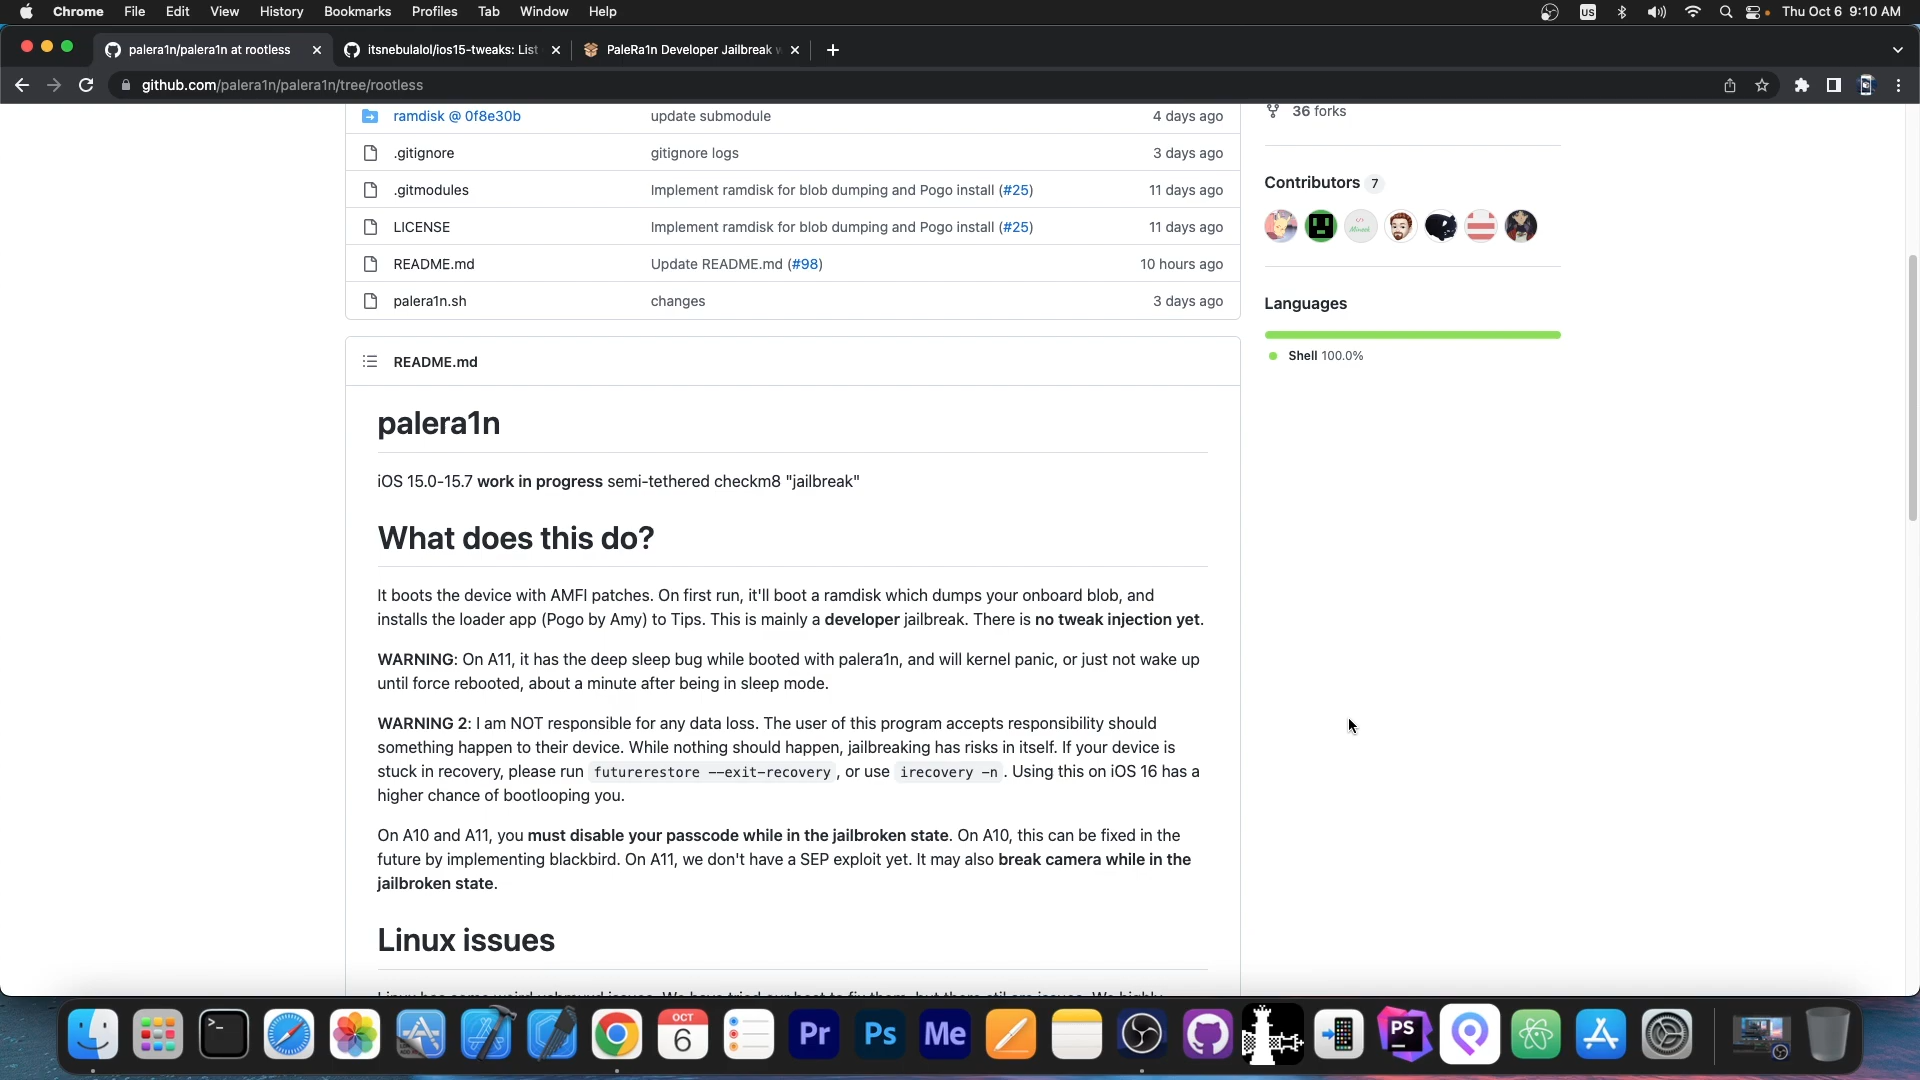 Chrome File Edit View History Bookmarks Profiles Tab Window Help US Thu Oct 6 9:10 AM
palera1n/palera1n at rootless itsnebulalol/ios15-tweaks: List PaleRa1n Developer Jailbreak
github.com/palera1n/palera1n/tree/rootless
ramdisk @ 0f8e30b update submodule 4 days ago
36 forks
.gitignore gitignore logs 3 days ago
.gitmodules Implement ramdisk for blob dumping and Pogo install (#25) 11 days ago
Contributors 7
LICENSE Implement ramdisk for blob dumping and Pogo install (#25) 11 days ago
README.md Update README.md (#98) 10 hours ago
palera1n.sh changes 3 days ago
Languages
Shell 100.0%
README.md
palera1n
iOS 15.0-15.7 work in progress semi-tethered checkm8 "jailbreak"
What does this do?
It boots the device with AMFI patches. On first run, it'll boot a ramdisk which dumps your onboard blob, and
installs the loader app (Pogo by Amy) to Tips. This is mainly a developer jailbreak. There is no tweak injection yet.
WARNING: On A11, it has the deep sleep bug while booted with palera1n, and will kernel panic, or just not wake up
until force rebooted, about a minute after being in sleep mode.
WARNING 2: I am NOT responsible for any data loss. The user of this program accepts responsibility should
something happen to their device. While nothing should happen, jailbreaking has risks in itself. If your device is
stuck in recovery, please run futurerestore --exit-recovery, or use irecovery -n. Using this on iOS 16 has a
higher chance of bootlooping you.
On A10 and A11, you must disable your passcode while in the jailbroken state. On A10, this can be fixed in the
future by implementing blackbird. On A11, we don't have a SEP exploit yet. It may also break camera while in the
jailbroken state.
Linux issues
OCT
6
Pr Ps Me PS